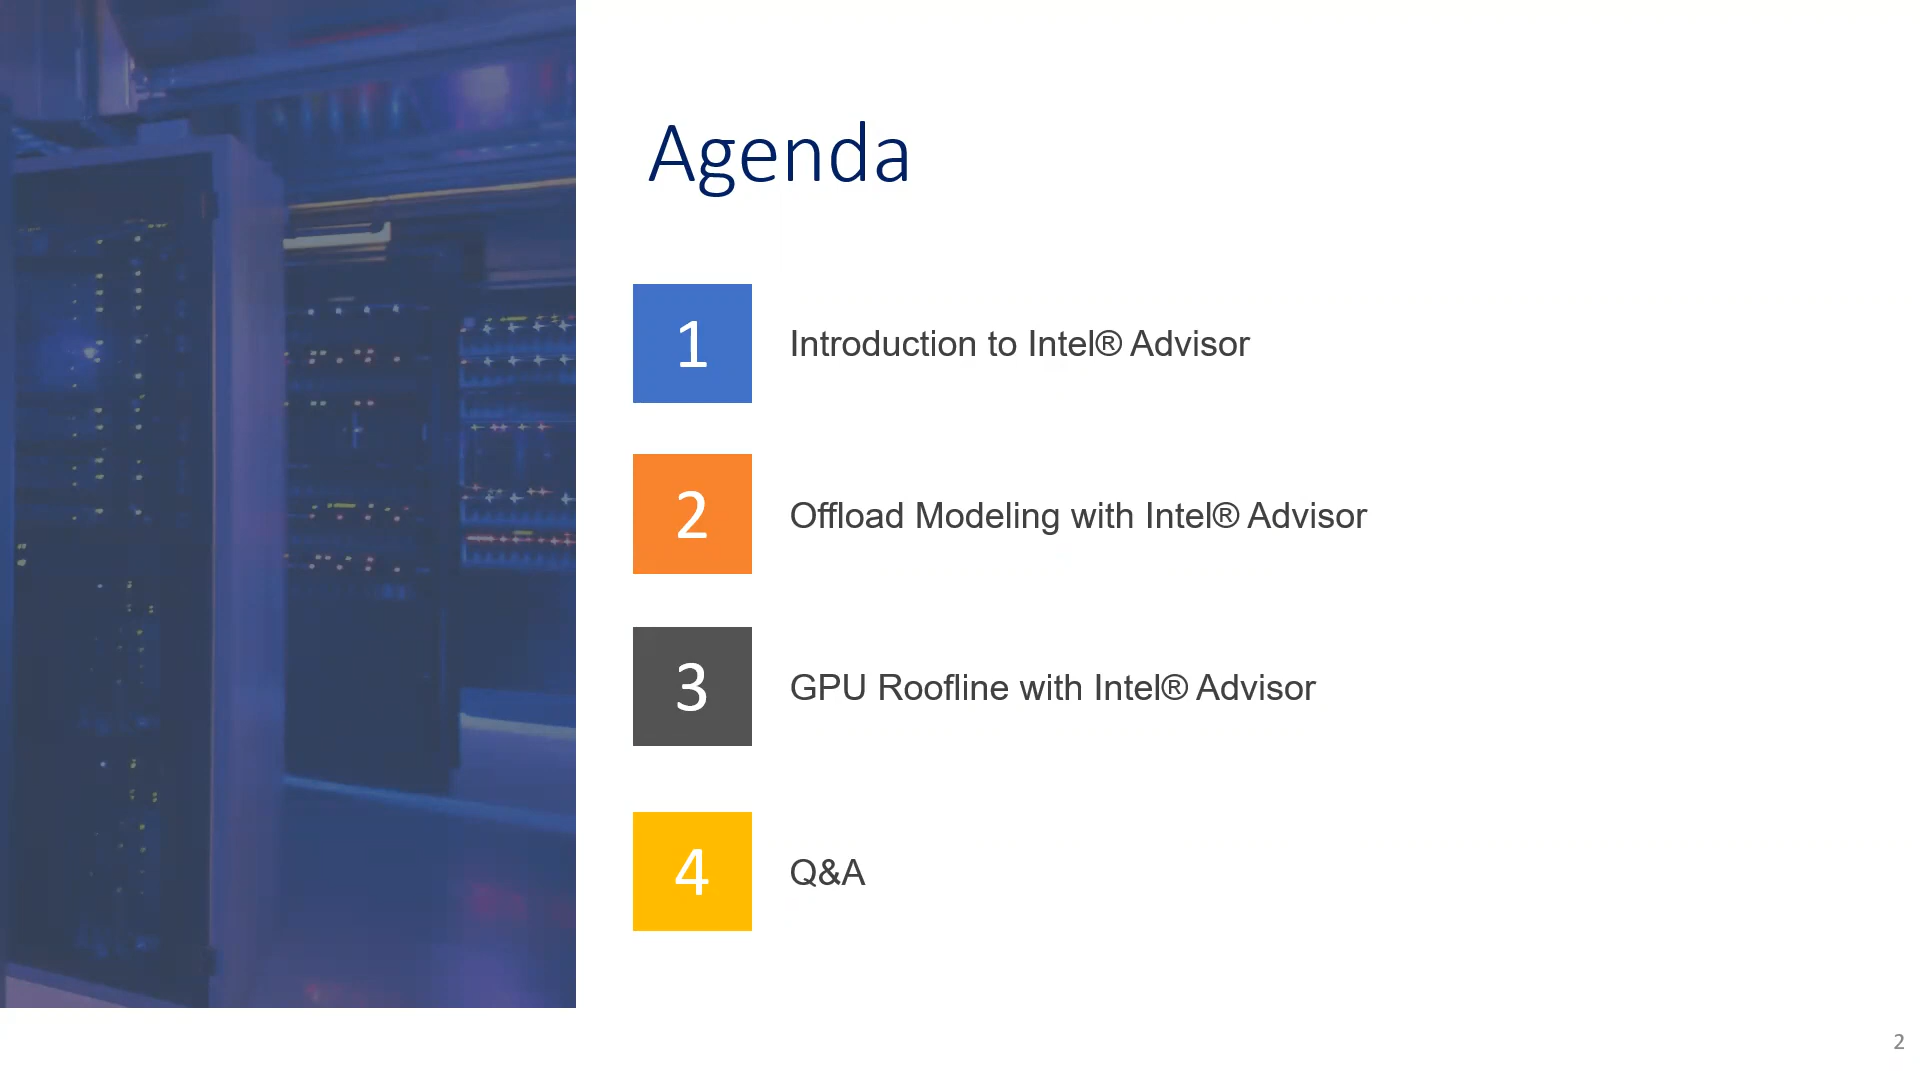 Agenda
1
Introduction to Intel® Advisor
2
Offload Modeling with Intel® Advisor
3
GPU Roofline with Intel® Advisor
4
Q&A
2